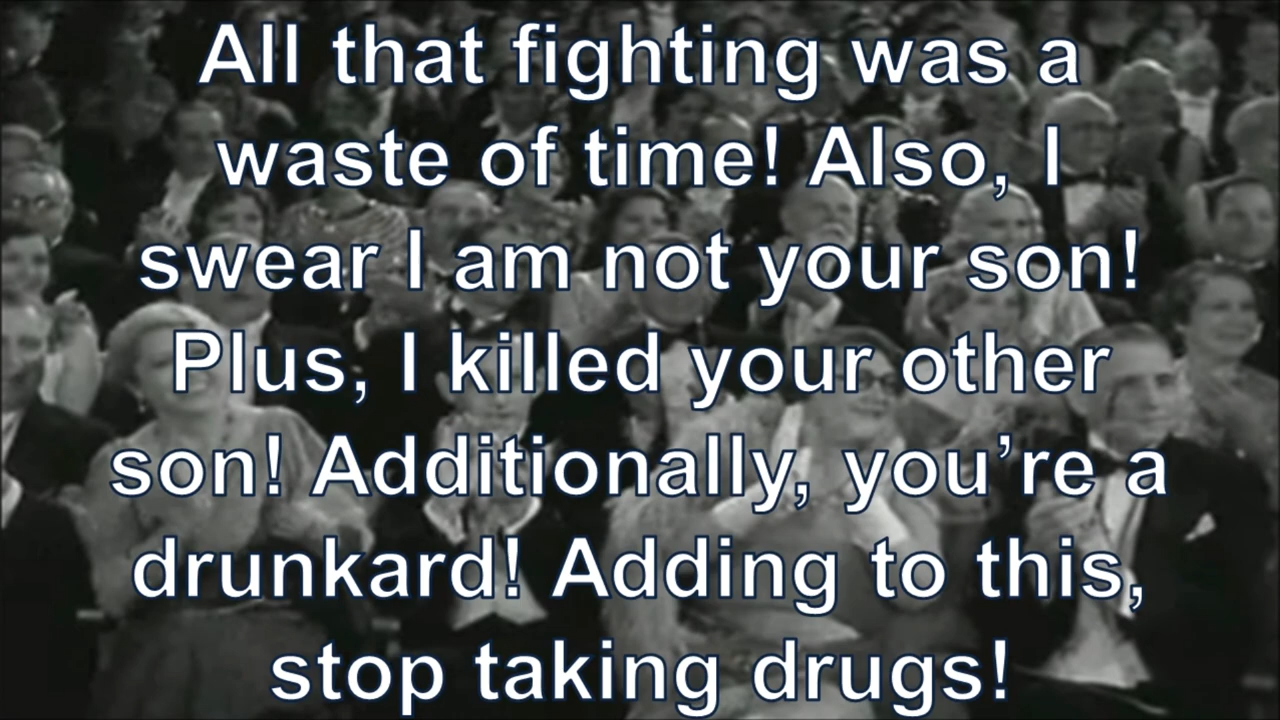 All that fighting was a
waste of time! Also, I
swear I am not your son!
Plus, I killed your other
son! Additionally, you’re a
drunkard! Adding to this,
stop taking drugs!